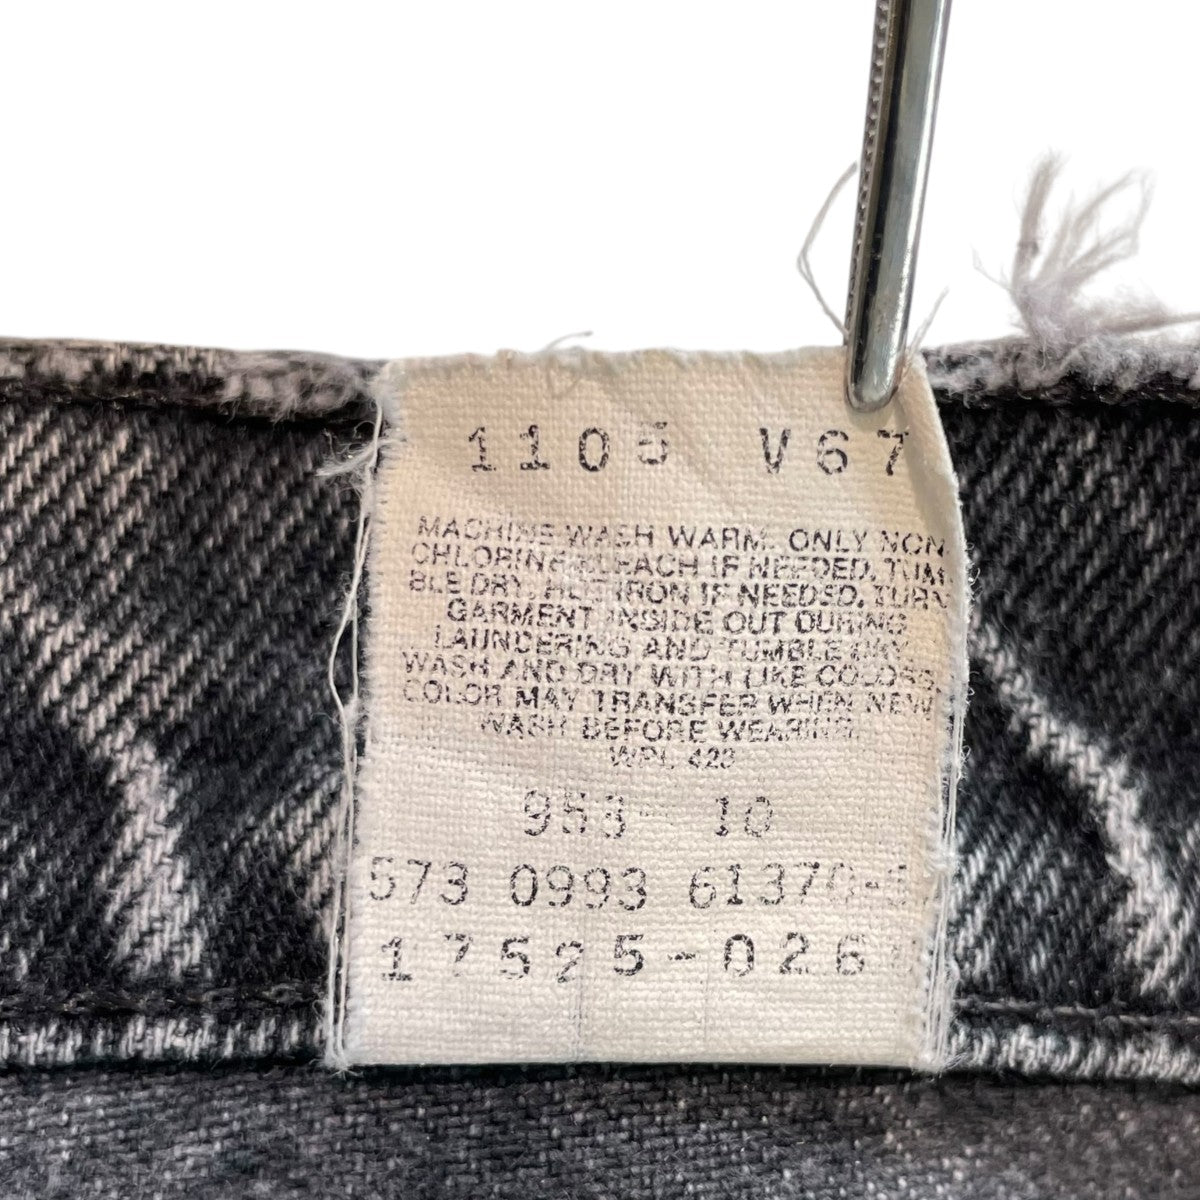 1105 V67
MACHINE WASH WARM. ONLY NON-
CHLORINE BLEACH IF NEEDED. TUM-
BLE DRY. IRON IF NEEDED. TURN
GARMENT INSIDE OUT DURING
LAUNDERING AND TUMBLE DRY.
WASH AND DRY WITH LIKE COLORS.
COLOR MAY TRANSFER WHEN NEW
WASH BEFORE WEARING.
WPL 423
953 10
573 0993 61370-5
17525-026